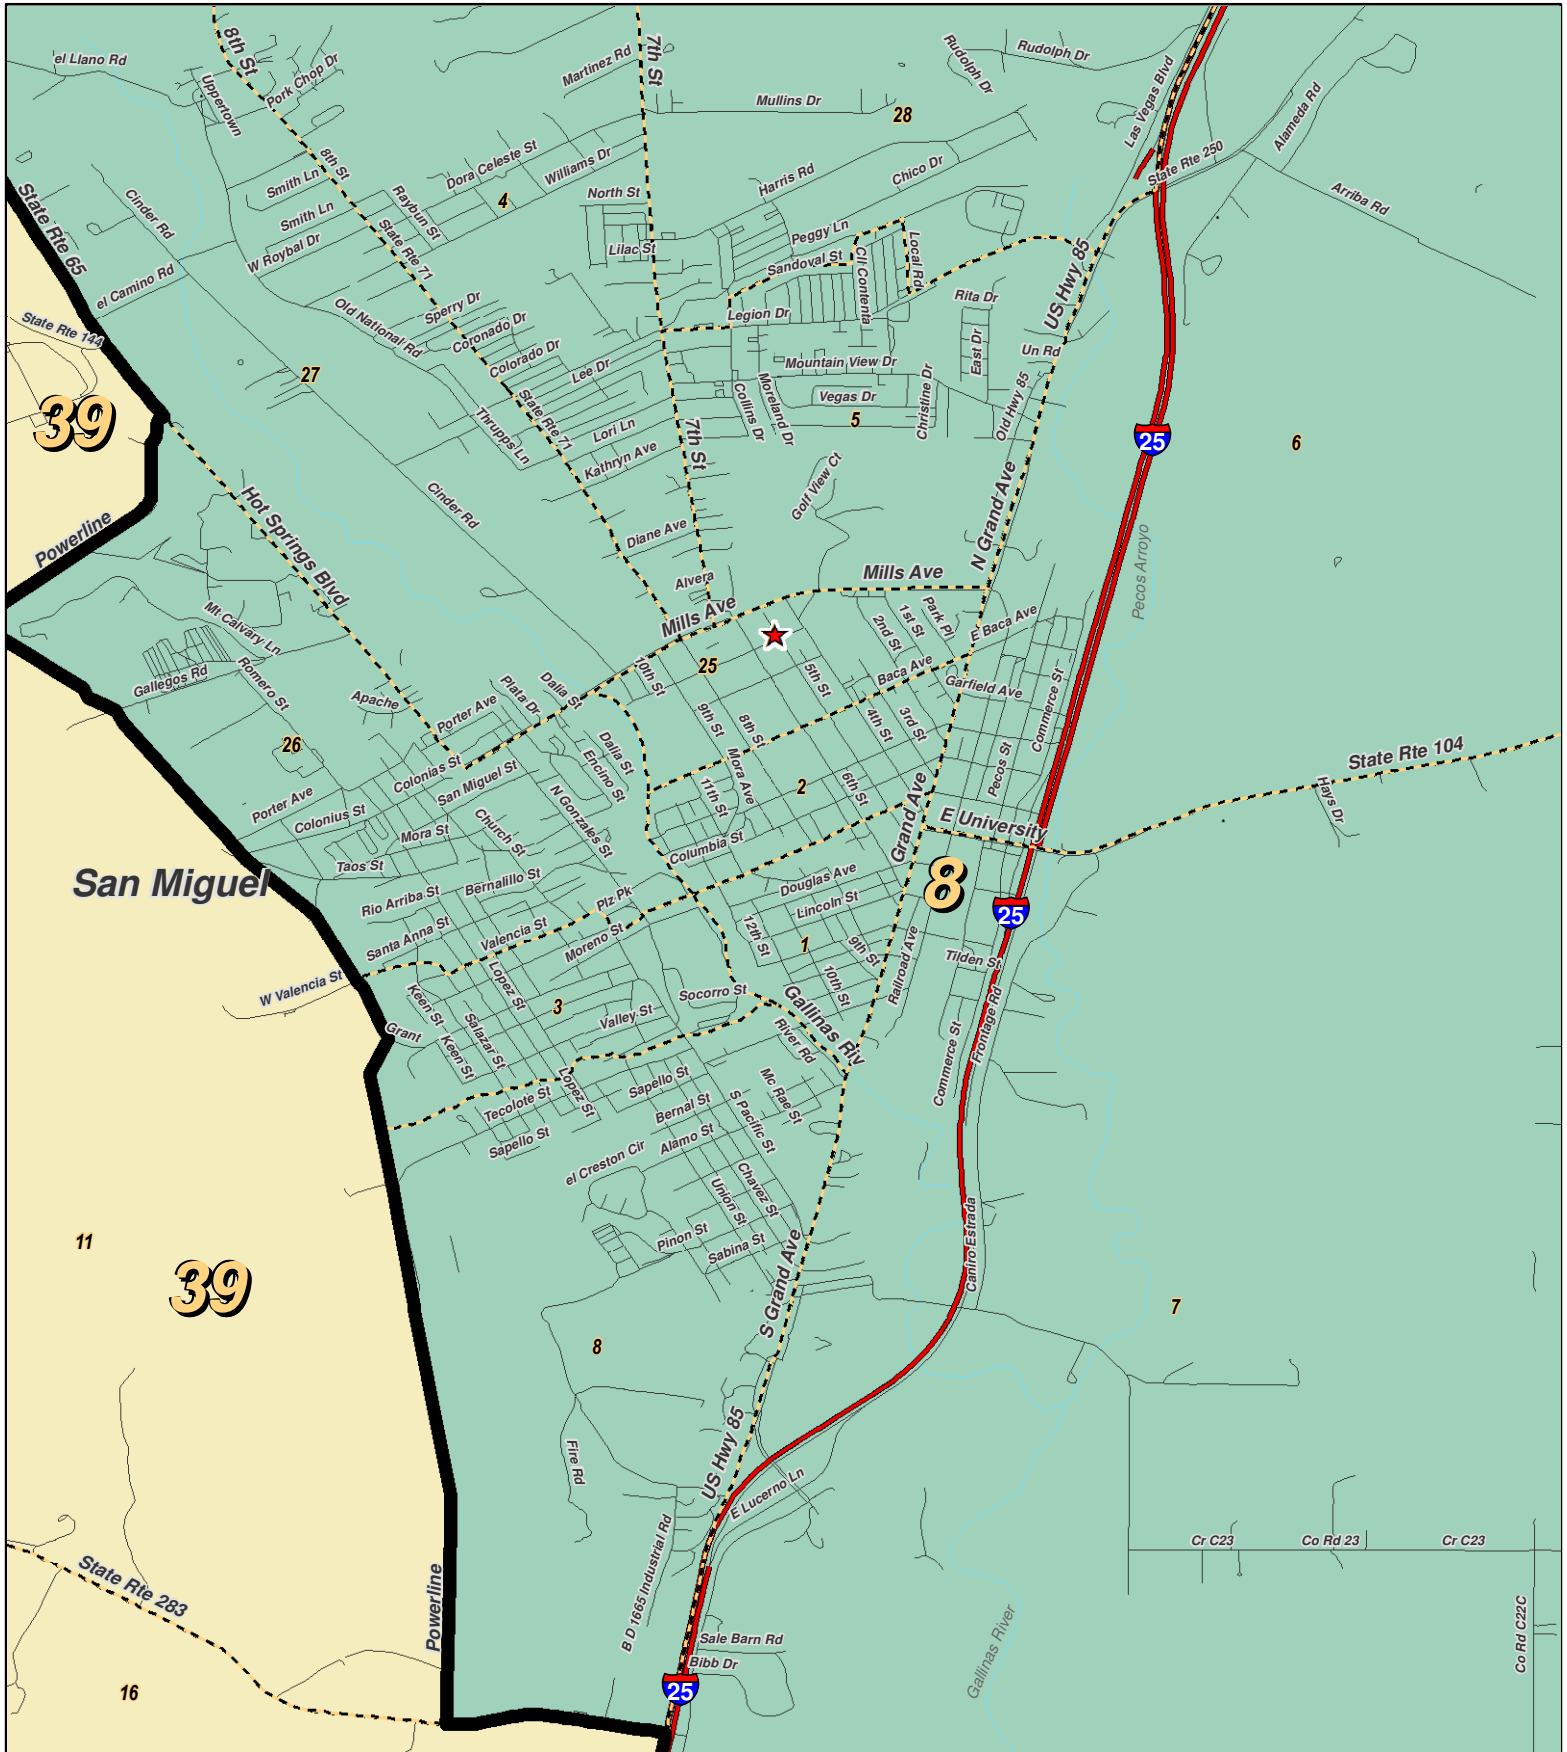 el Llano Rd
8th St
Uppertown
Pork Chop Dr
Martinez Rd
7th St
Mullins Dr
28
Rudolph Dr
Rudolph Dr
Las Vegas Blvd
State Rte 250
Alameda Rd
Arriba Rd
State Rte 65
Cinder Rd
Smith Ln
Smith Ln
8th St
Raybun St
Dora Celeste St
Williams Dr
4
North St
Harris Rd
Chico Dr
W Roybal Dr
State Rte 71
Lilac St
Peggy Ln
Sandoval St
Cll Contenta
Local Rd
US Hwy 85
el Camino Rd
State Rte 144
Old National Rd
Sperry Dr
Coronado Dr
Colorado Dr
Lee Dr
Legion Dr
Rita Dr
East Dr
Un Rd
27
39
Mountain View Dr
Vegas Dr
5
Christine Dr
Collins Dr
Moreland Dr
Old Hwy 85
25
6
Thrupps Ln
State Rte 71
Lori Ln
Kathryn Ave
7th St
Golf View Ct
N Grand Ave
Powerline
Hot Springs Blvd
Cinder Rd
Diane Ave
Alvera
Mills Ave
Mills Ave
Pecos Arroyo
Mt Calvary Ln
Gallegos Rd
Romero St
Apache
Porter Ave
Plata Dr
Dalia St
10th St
25
5th St
2nd St
1st St
Park Pl
E Baca Ave
Baca Ave
Garfield Ave
Commerce St
26
9th St
8th St
4th St
3rd St
Dalia St
Encino St
Mora Ave
11th St
2
6th St
Grand Ave
Pecos St
State Rte 104
Hays Dr
Porter Ave
Colonius St
Colonias St
San Miguel St
Mora St
Church St
N Gonzales St
Columbia St
E University
San Miguel
Taos St
Rio Arriba St
Bernalillo St
Plz Pk
Douglas Ave
Lincoln St
8
25
Santa Anna St
Valencia St
Moreno St
12th St
1
9th St
10th St
Railroad Ave
Tilden St
W Valencia St
Keen St
Lopez St
3
Socorro St
Valley St
Gallinas Riv
River Rd
Frontage Rd
Commerce St
Grant
Keen St
Salazar St
Lopez St
Tecolote St
Sapello St
Sapello St
Bernal St
Alamo St
S Pacific St
Mc Rae St
el Creston Cir
Union St
Chavez St
Pinon St
Sabina St
Caniro Estrada
11
39
S Grand Ave
7
8
US Hwy 85
Fire Rd
E Lucerno Ln
B D 1665 Industrial Rd
Cr C23
Co Rd 23
Cr C23
Co Rd C22C
State Rte 283
Powerline
16
Sale Barn Rd
Bibb Dr
25
Gallinas River